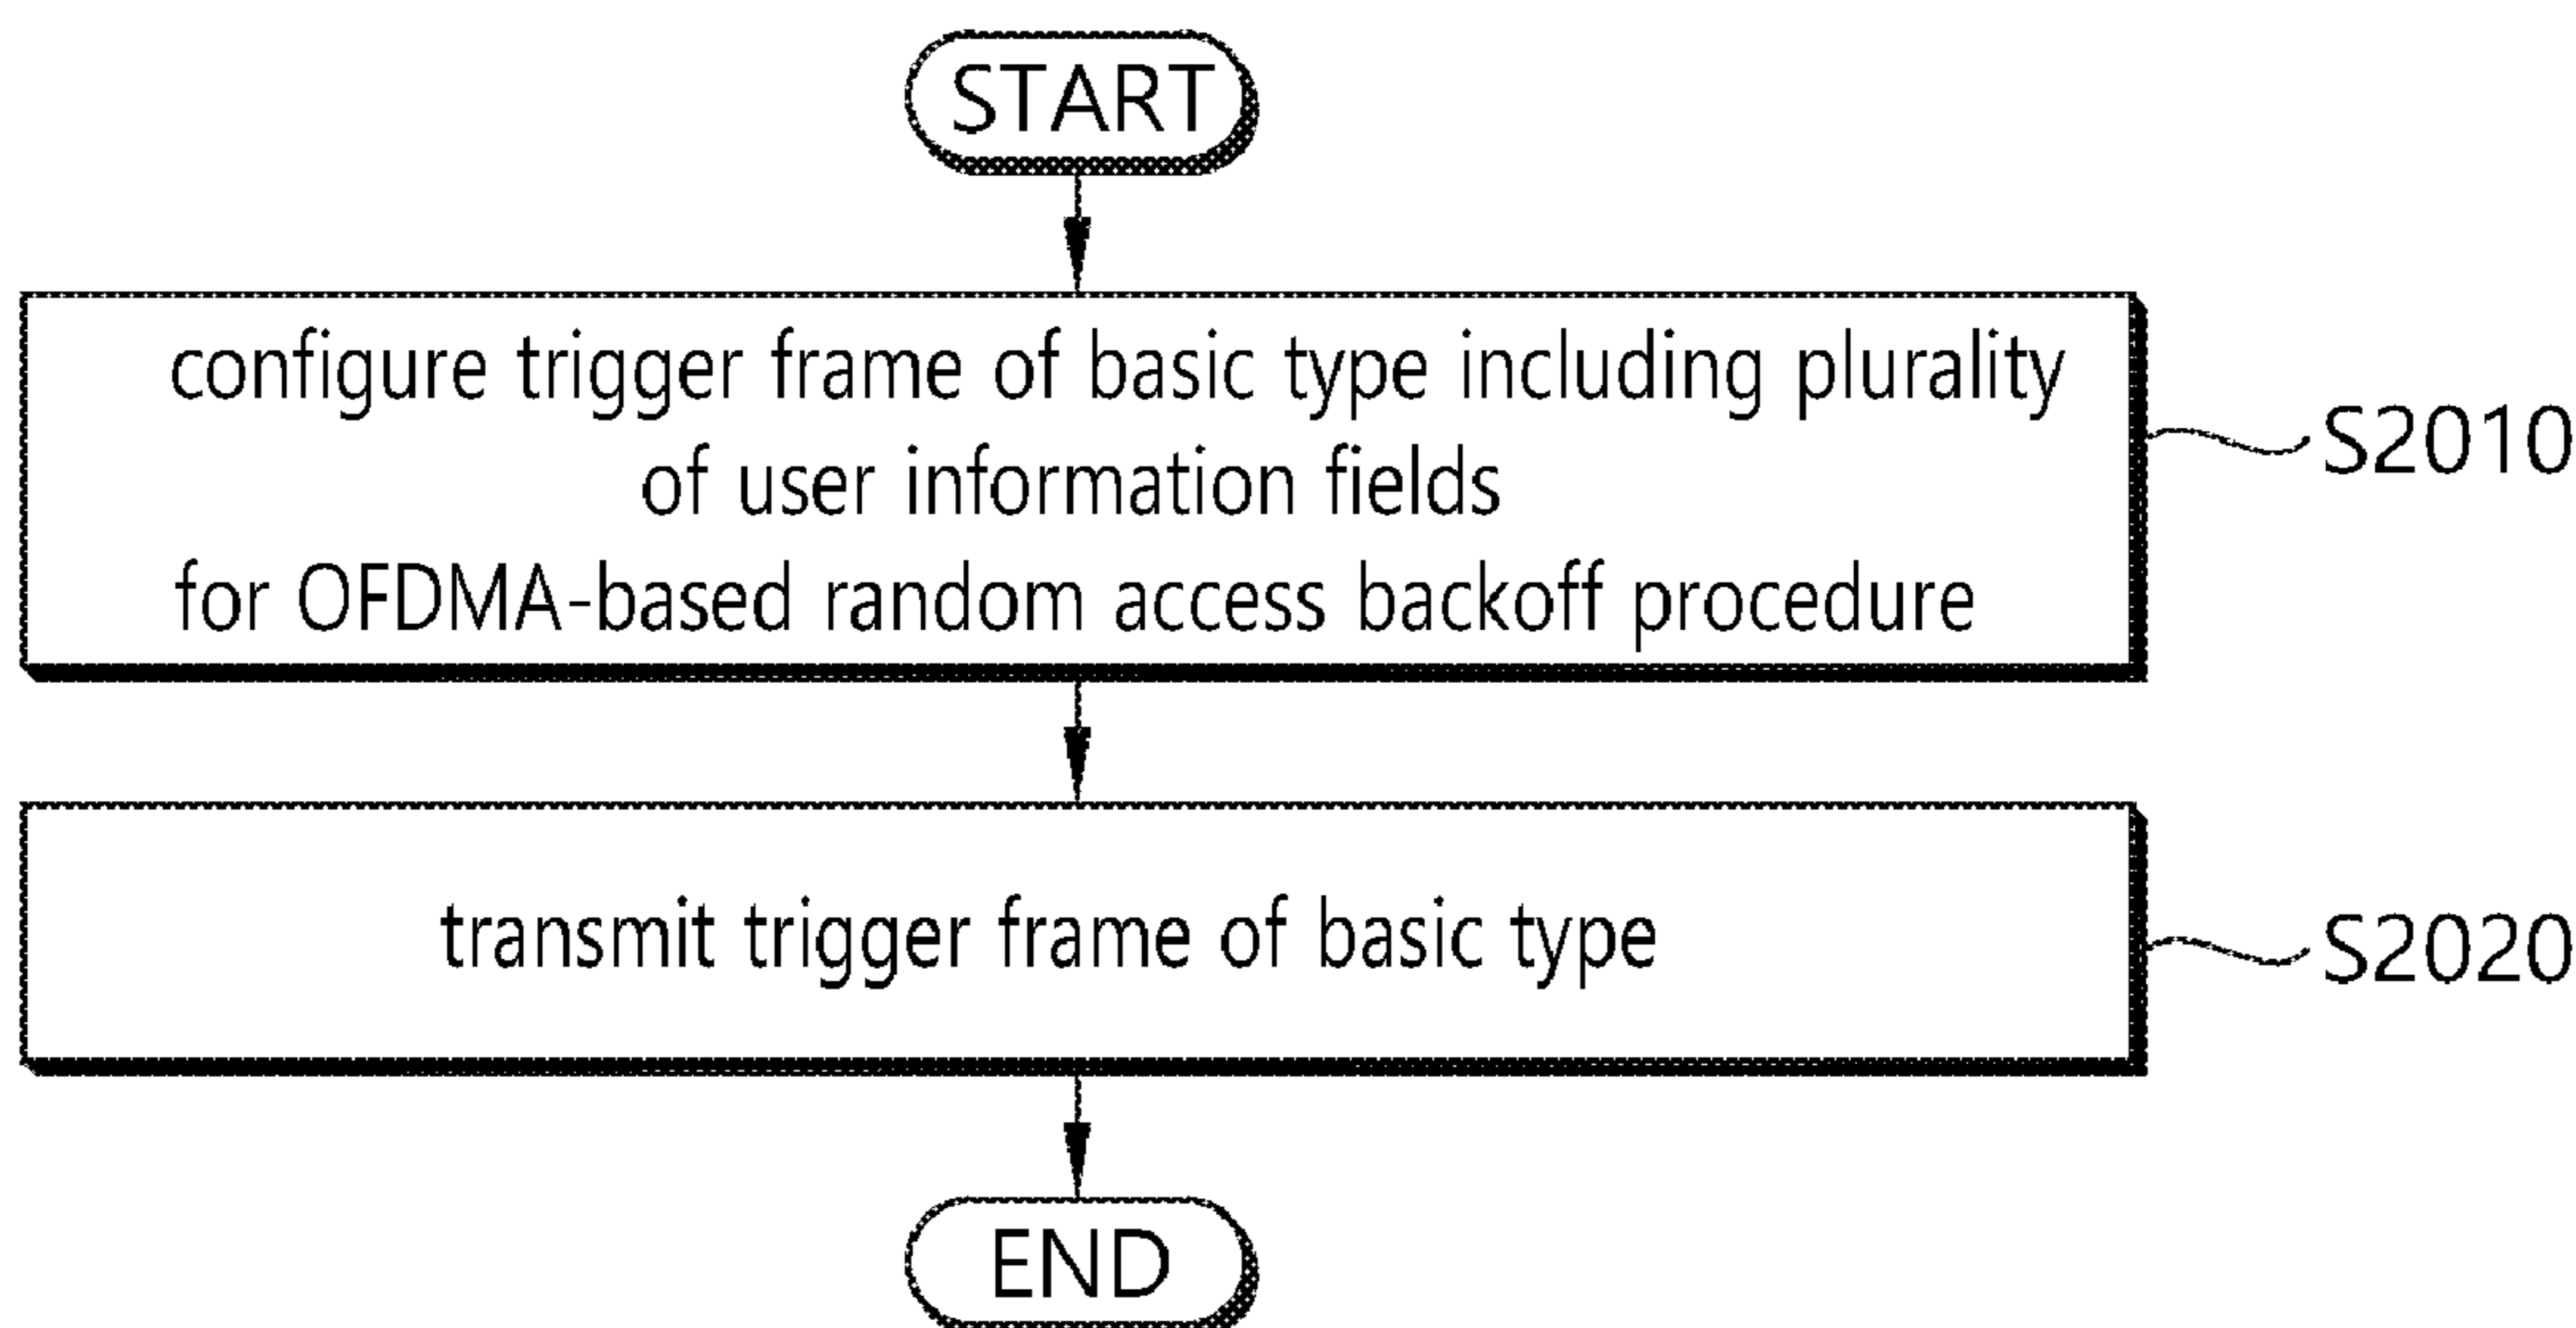 START
configure trigger frame of basic type including plurality
of user information fields
for OFDMA-based random access backoff procedure
S2010
transmit trigger frame of basic type
S2020
END